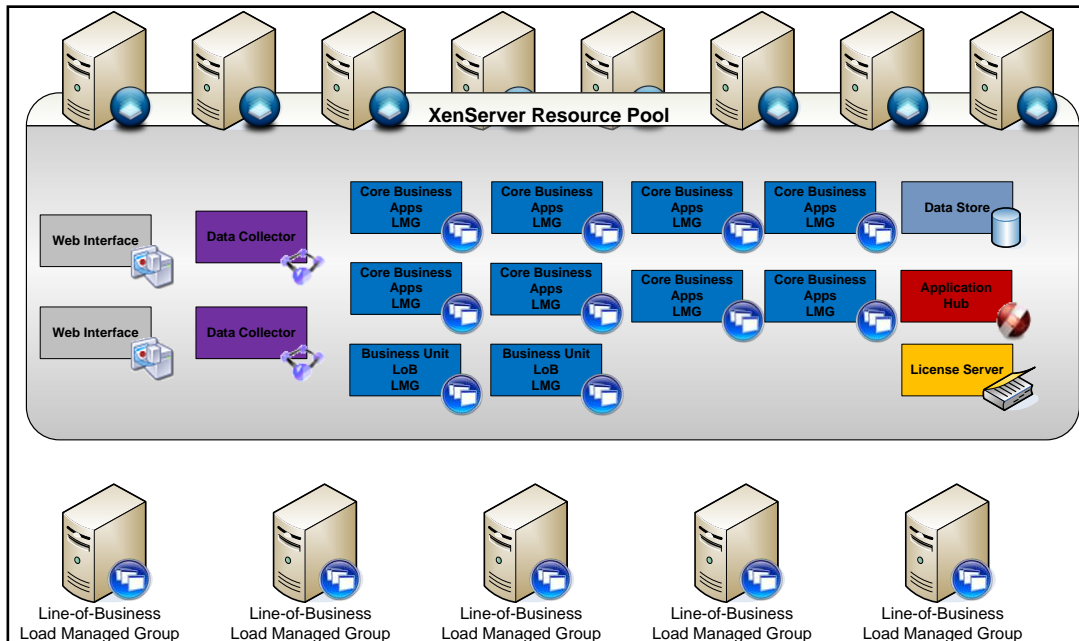 XenServer Resource Pool
Core Business
Apps
LMG
Core Business
Apps
LMG
Core Business
Apps
LMG
Core Business
Apps
LMG
Data Store
Web Interface
Data Collector
Core Business
Apps
LMG
Core Business
Apps
LMG
Core Business
Apps
LMG
Core Business
Apps
LMG
Application
Hub
Web Interface
Data Collector
Business Unit
LoB
LMG
Business Unit
LoB
LMG
License Server
Line-of-Business
Load Managed Group
Line-of-Business
Load Managed Group
Line-of-Business
Load Managed Group
Line-of-Business
Load Managed Group
Line-of-Business
Load Managed Group